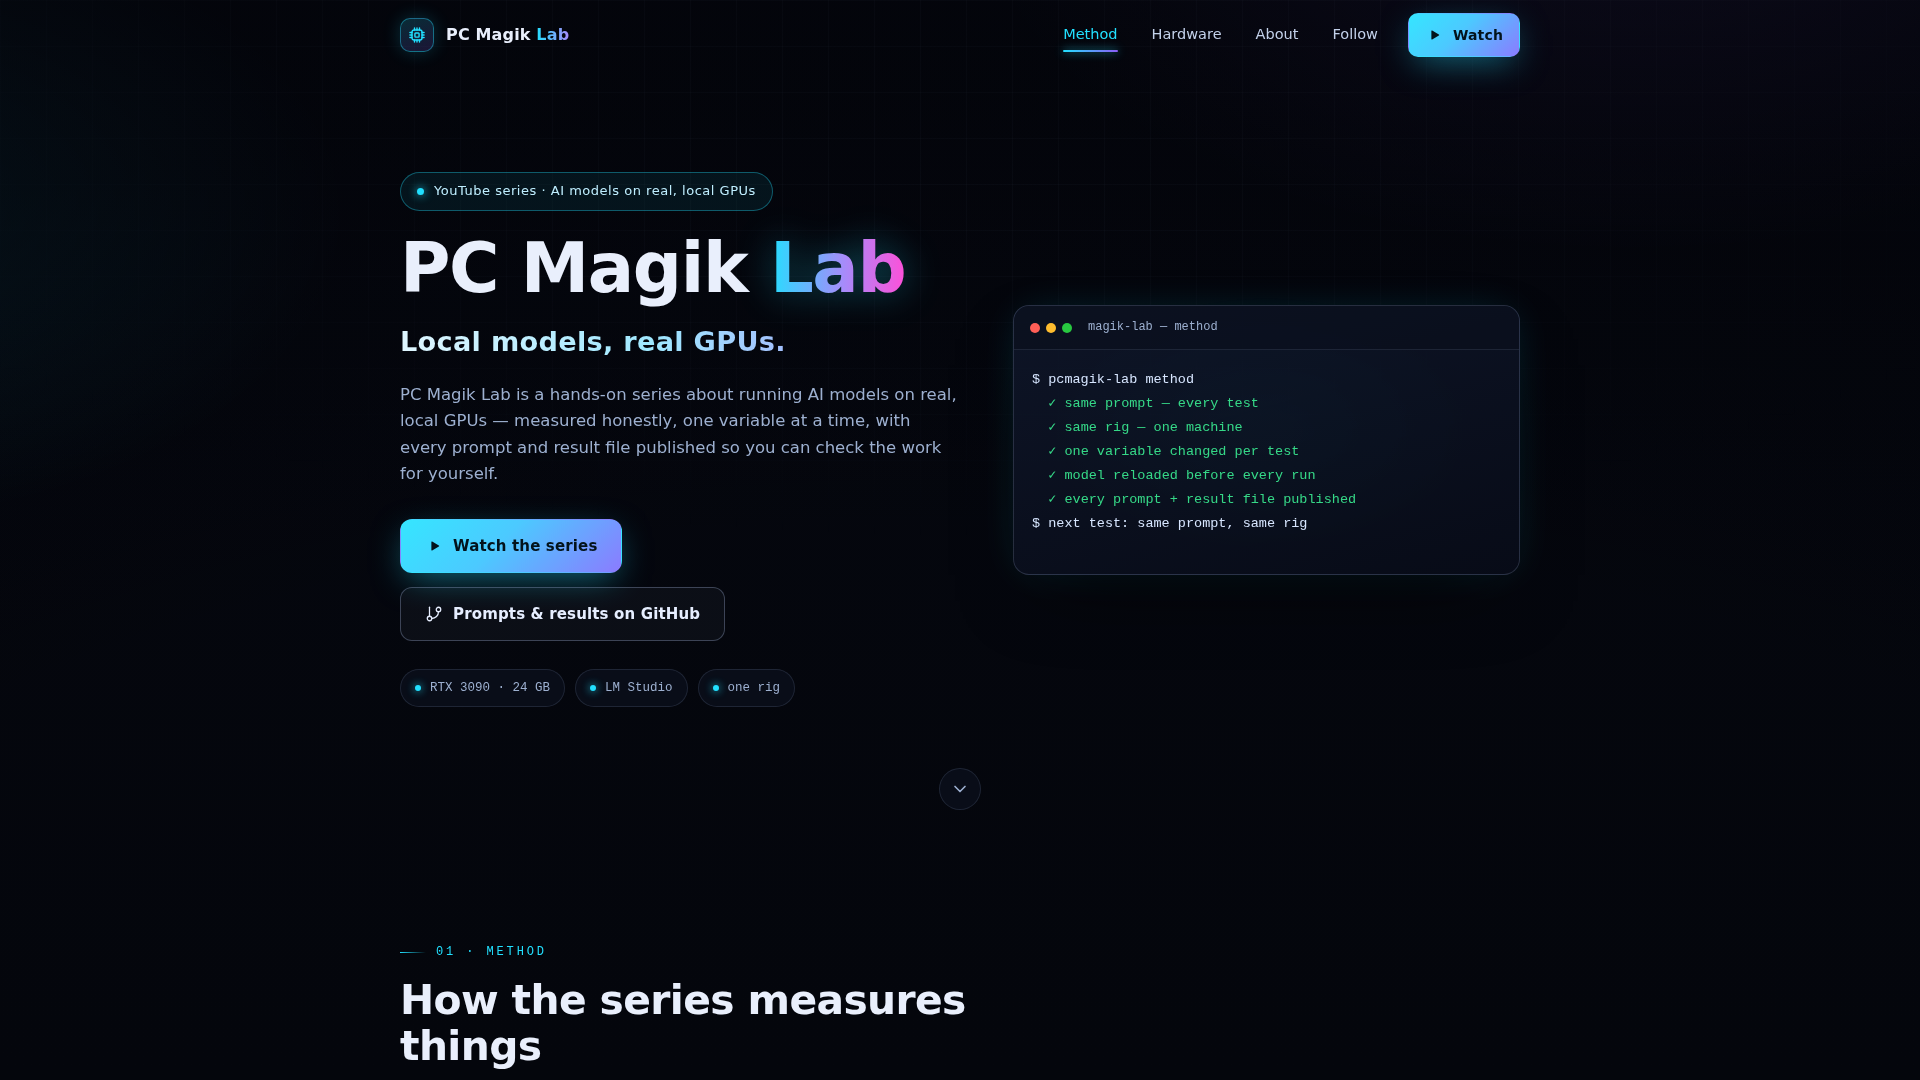 PC Magik Lab
Method
Hardware
About
Follow
Watch
YouTube series · AI models on real, local GPUs
PC Magik Lab
Local models, real GPUs.
PC Magik Lab is a hands-on series about running AI models on real,
local GPUs — measured honestly, one variable at a time, with
every prompt and result file published so you can check the work
for yourself.
Watch the series
Prompts & results on GitHub
RTX 3090 · 24 GB
LM Studio
one rig
magik-lab — method
$ pcmagik-lab method
✓ same prompt — every test
✓ same rig — one machine
✓ one variable changed per test
✓ model reloaded before every run
✓ every prompt + result file published
$ next test: same prompt, same rig
01 · METHOD
How the series measures
things